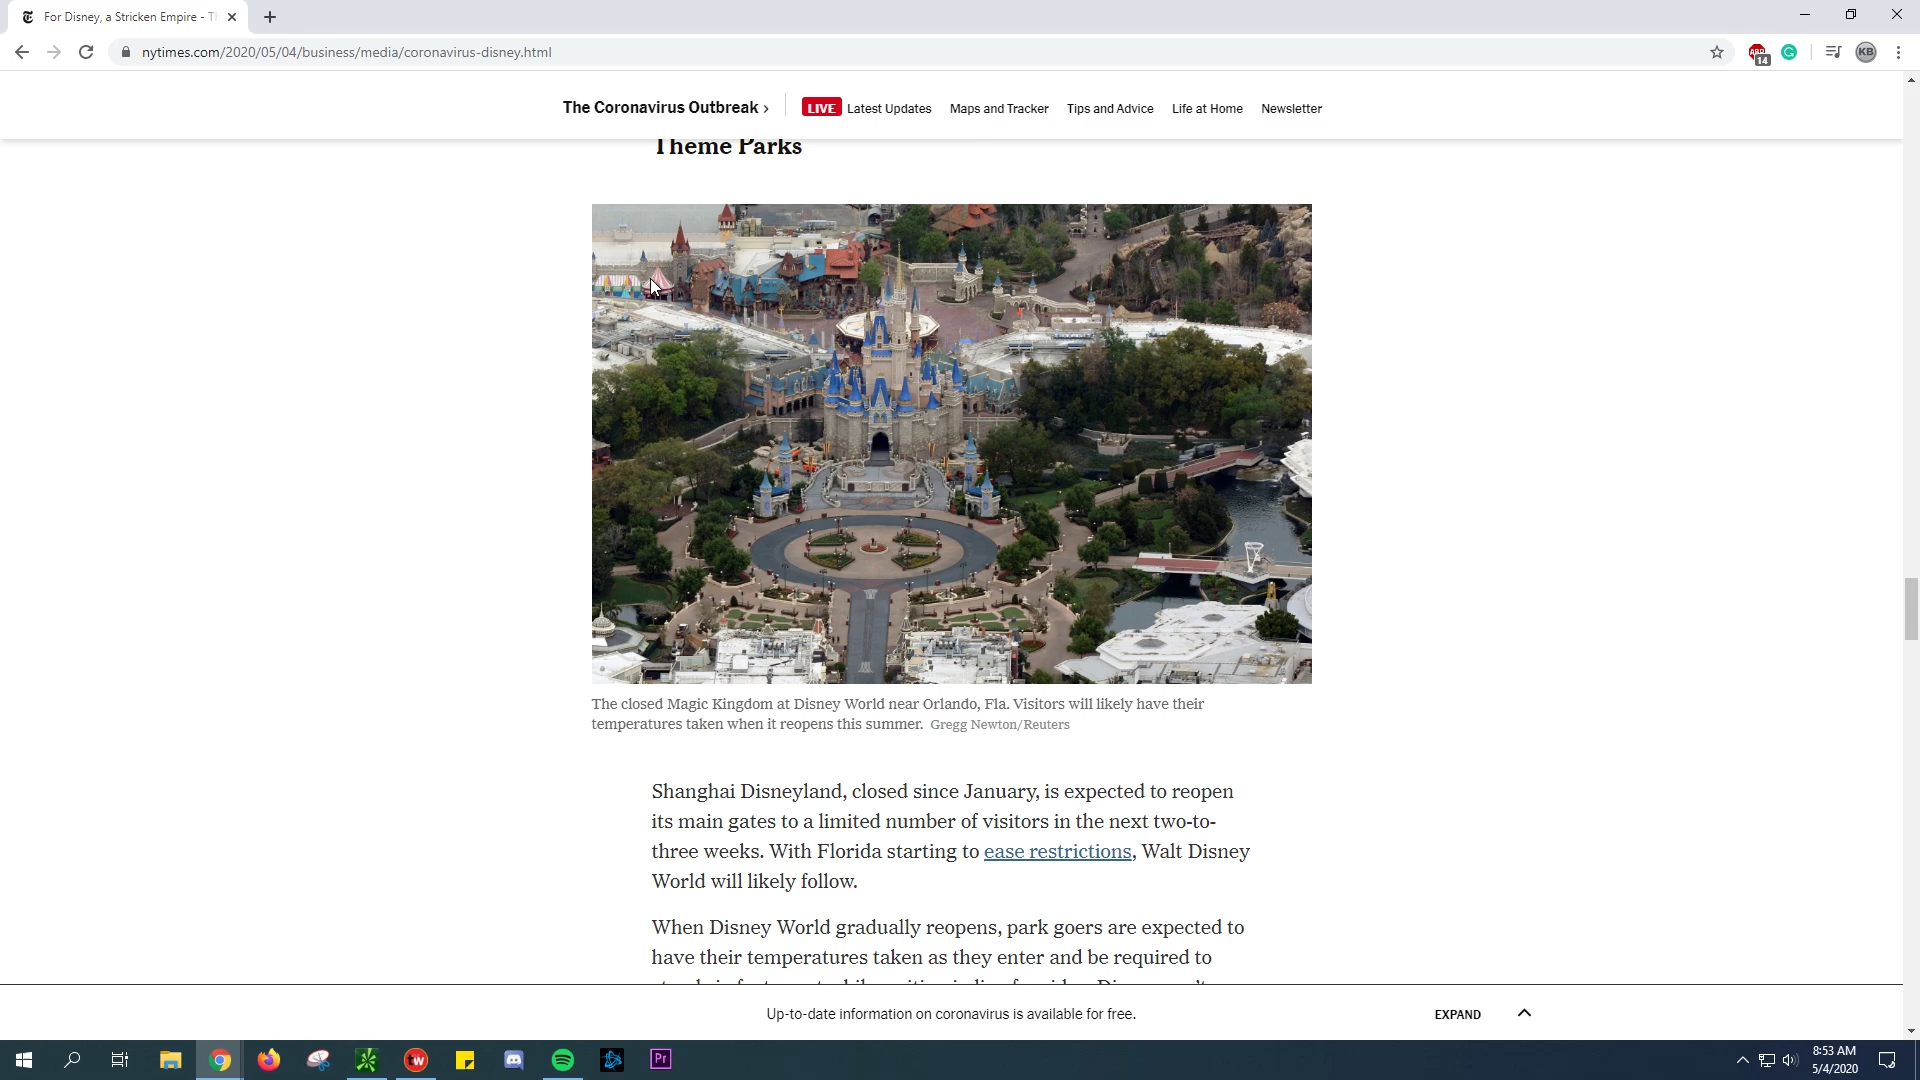 For Disney, a Stricken Empire - Th
nytimes.com/2020/05/04/business/media/coronavirus-disney.html
14
KB
The Coronavirus Outbreak ›
LIVE Latest Updates Maps and Tracker Tips and Advice Life at Home Newsletter
Theme Parks
The closed Magic Kingdom at Disney World near Orlando, Fla. Visitors will likely have their
temperatures taken when it reopens this summer. Gregg Newton/Reuters
Shanghai Disneyland, closed since January, is expected to reopen
its main gates to a limited number of visitors in the next two-to-
three weeks. With Florida starting to ease restrictions, Walt Disney
World will likely follow.
When Disney World gradually reopens, park goers are expected to
have their temperatures taken as they enter and be required to
Up-to-date information on coronavirus is available for free.
EXPAND
tw
Pr
8:53 AM
5/4/2020